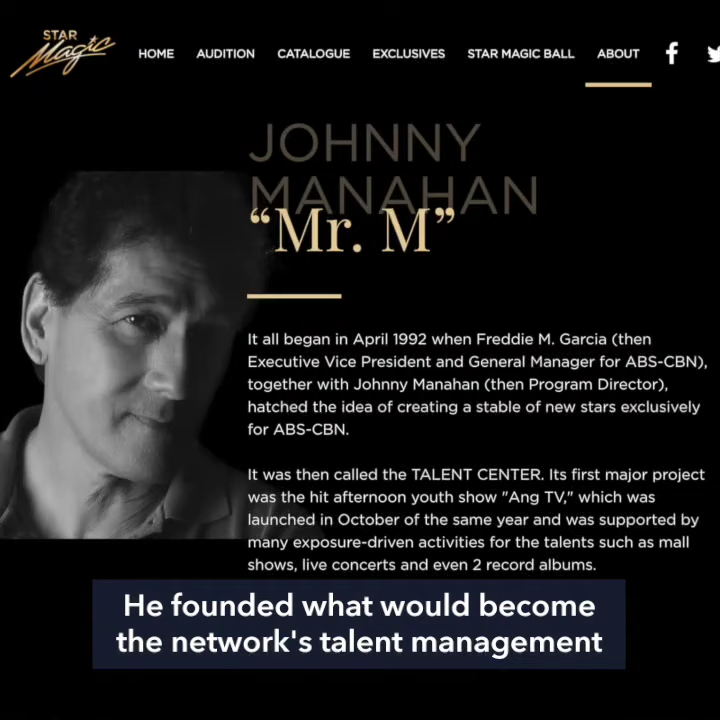 STAR
Magic
HOME AUDITION CATALOGUE EXCLUSIVES STAR MAGIC BALL ABOUT
JOHNNY
MANAHAN
“Mr. M”
It all began in April 1992 when Freddie M. Garcia (then
Executive Vice President and General Manager for ABS-CBN),
together with Johnny Manahan (then Program Director),
hatched the idea of creating a stable of new stars exclusively
for ABS-CBN.
It was then called the TALENT CENTER. Its first major project
was the hit afternoon youth show "Ang TV," which was
launched in October of the same year and was supported by
many exposure-driven activities for the talents such as mall
shows, live concerts and even 2 record albums.
He founded what would become
the network's talent management